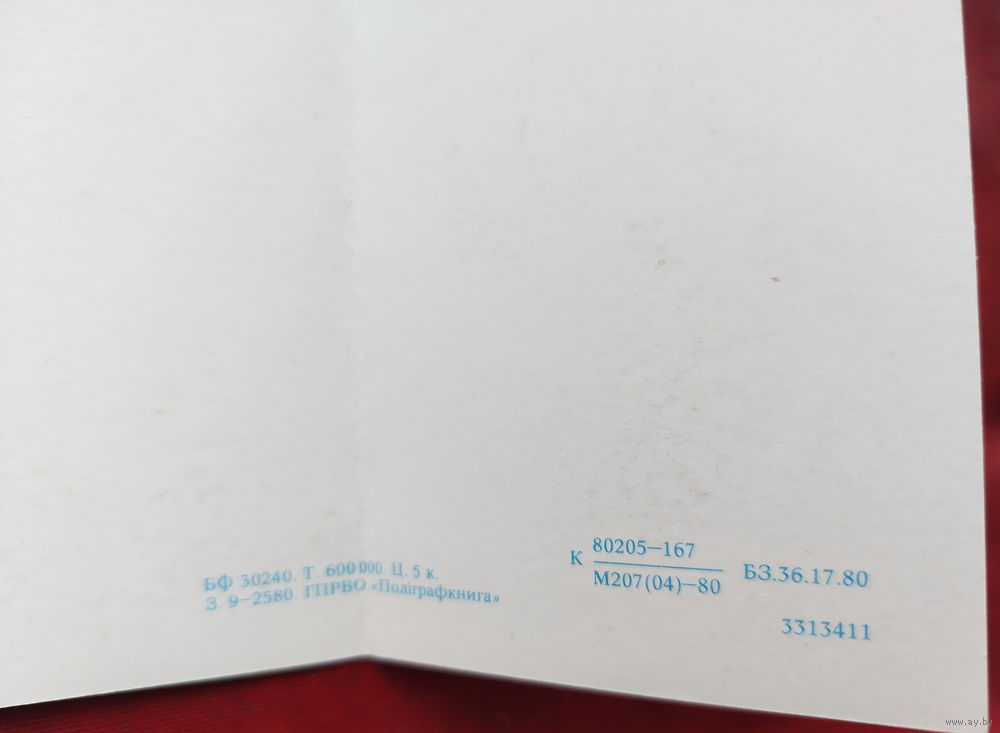 БФ 30240. Т. 600 000. Ц. 5 к.
З. 9—2580. ГПРВО «Поліграфкнига»
К 80205—167
М207(04)—80
БЗ.36.17.80
3313411
www.ay.by